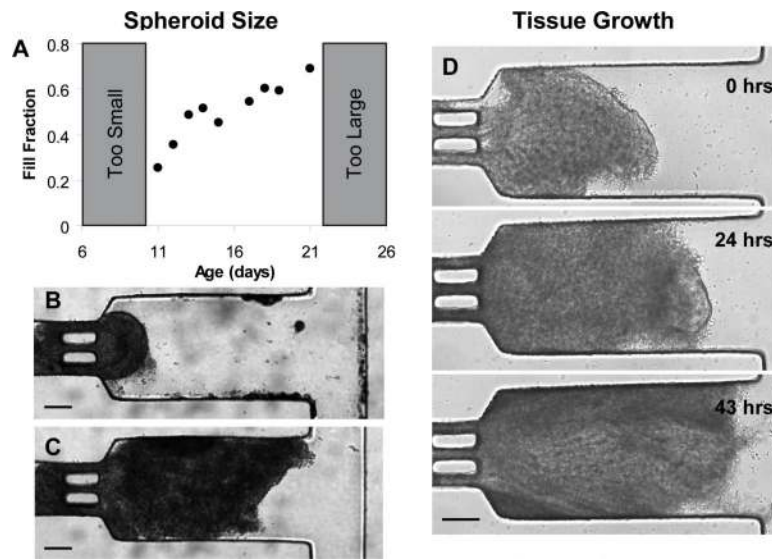 Spheroid Size
A
0.8
0.6
0.4
0.2
0
Fill Fraction
Too Small
Too Large
6
11
16
21
26
Age (days)
B
C
Tissue Growth
D
0 hrs
24 hrs
43 hrs